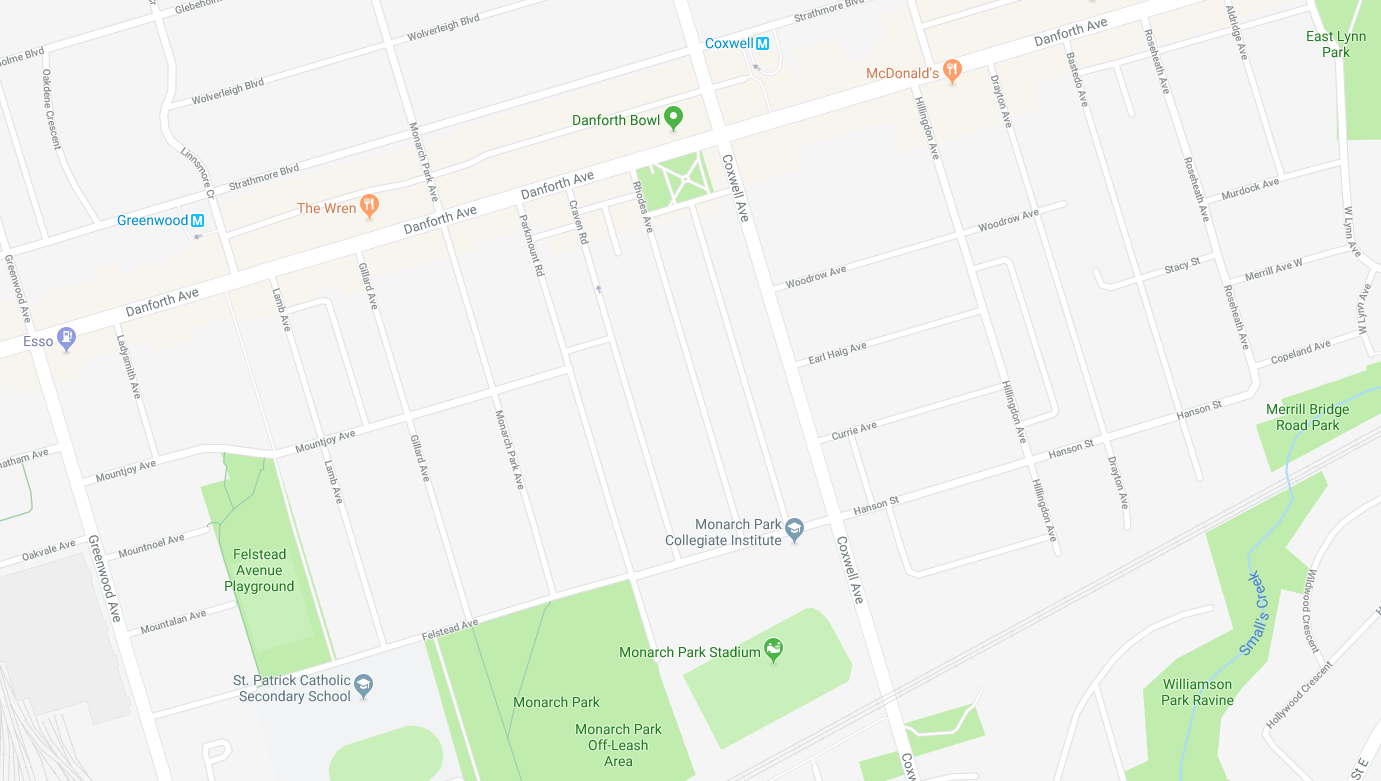 Glebeholm
Strathmore Blvd
Wolverleigh Blvd
Danforth Ave
Aldridge Ave
East Lynn
Park
Coxwell
olme Blvd
Oakdene Crescent
Wolverleigh Blvd
McDonald's
Roseheath Ave
Bastedo Ave
Drayton Ave
Danforth Bowl
Hillingdon Ave
Monarch Park Ave
Linnsmore Cr
Strathmore Blvd
Danforth Ave
Coxwell Ave
Roseheath Ave
Murdock Ave
The Wren
Greenwood
Danforth Ave
Rhodes Ave
Craven Rd
Parkmount Rd
Woodrow Ave
W Lynn Ave
Greenwood Ave
Gillard Ave
Woodrow Ave
Stacy St
Merrill Ave W
Danforth Ave
Lamb Ave
Roseheath Ave
W Lynn Ave
Esso
Ladysmith Ave
Earl Haig Ave
Copeland Ave
Hillingdon Ave
Hanson St
Merrill Bridge
Road Park
Currie Ave
Mountjoy Ave
Gillard Ave
Monarch Park Ave
Hanson St
hatham Ave
Mountjoy Ave
Lamb Ave
Drayton Ave
Hillingdon Ave
Hanson St
Monarch Park
Collegiate Institute
Oakvale Ave
Mountnoel Ave
Greenwood Ave
Felstead
Avenue
Playground
Coxwell Ave
Small's Creek
Wildwood Crescent
Mountalan Ave
Felstead Ave
Monarch Park Stadium
St. Patrick Catholic
Secondary School
Williamson
Park Ravine
Hollywood Crescent
Monarch Park
Monarch Park
Off-Leash
Area
Coxw
St E